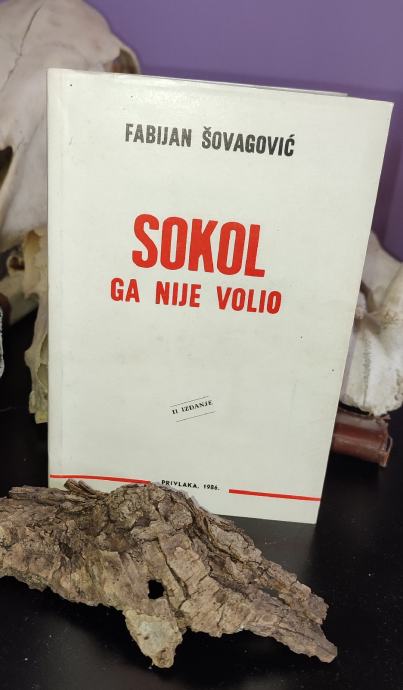 FABIJAN ŠOVAGOVIĆ
SOKOL
GA NIJE VOLIO
II IZDANJE
PRIVLAKA, 1986.